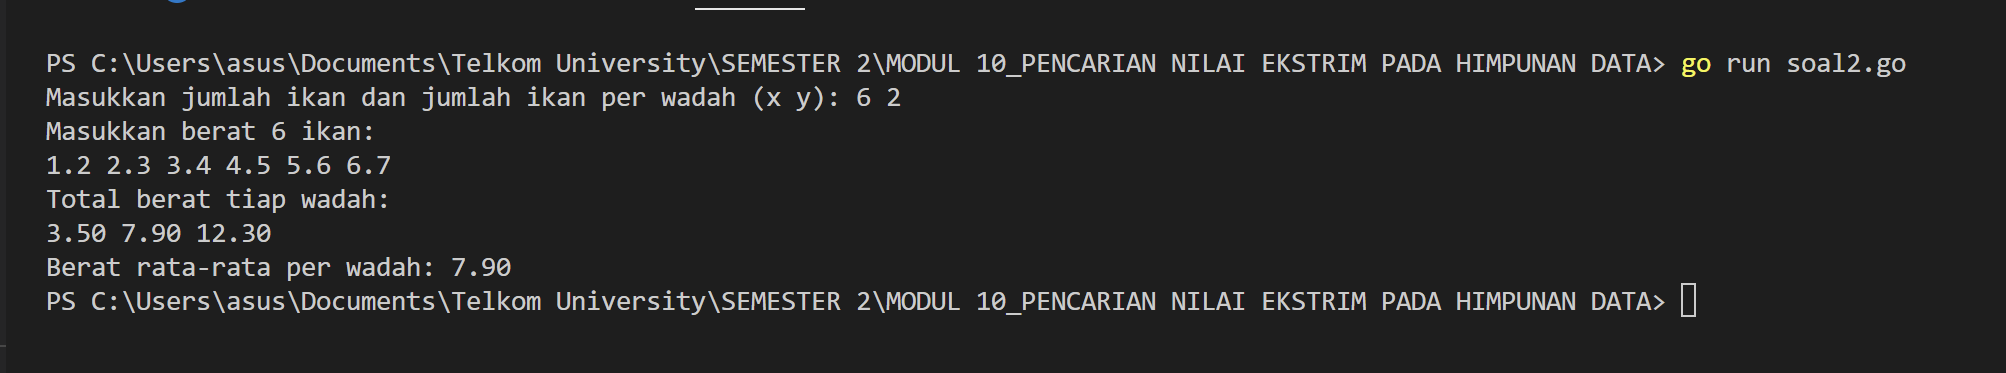 PS C:\Users\asus\Documents\Telkom University\SEMESTER 2\MODUL 10_PENCARIAN NILAI EKSTRIM PADA HIMPUNAN DATA> go run soal2.go
Masukkan jumlah ikan dan jumlah ikan per wadah (x y): 6 2
Masukkan berat 6 ikan:
1.2 2.3 3.4 4.5 5.6 6.7
Total berat tiap wadah:
3.50 7.90 12.30
Berat rata-rata per wadah: 7.90
PS C:\Users\asus\Documents\Telkom University\SEMESTER 2\MODUL 10_PENCARIAN NILAI EKSTRIM PADA HIMPUNAN DATA>